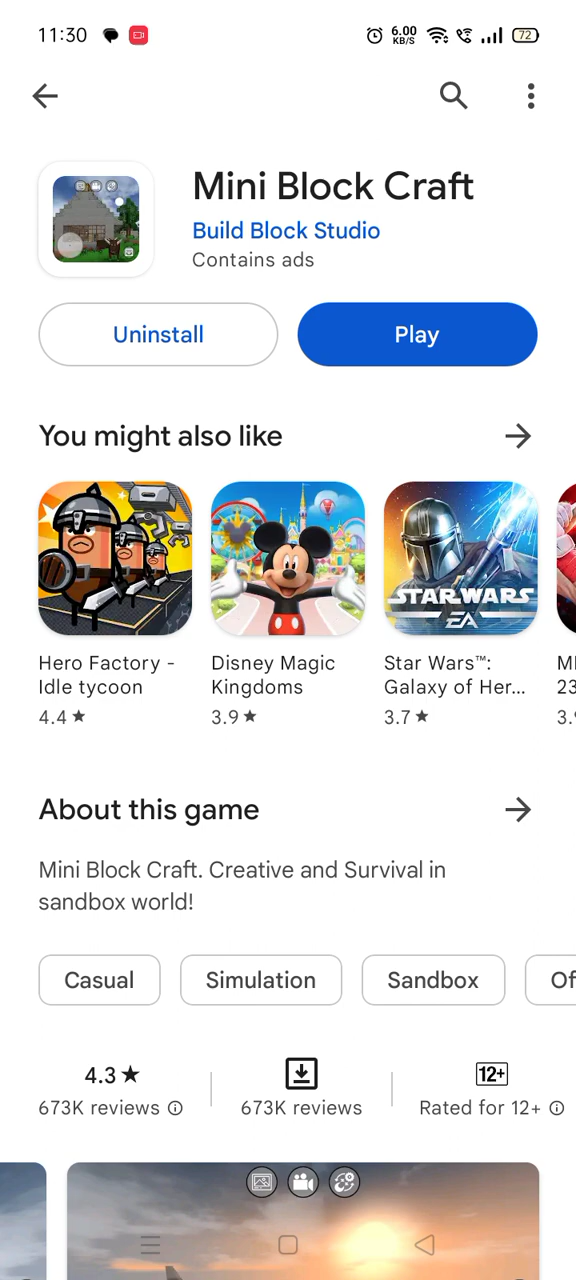 11:30
6.00
KB/S
72
Mini Block Craft
Build Block Studio
Contains ads
Uninstall
Play
You might also like
STAR WARS
EA
Hero Factory -
Idle tycoon
4.4★
Disney Magic
Kingdoms
3.9★
Star Wars™:
Galaxy of Her...
3.7★
23
3.
About this game
Mini Block Craft. Creative and Survival in
sandbox world!
Casual
Simulation
Sandbox
Of
4.3★
673K reviews
673K reviews
12+
Rated for 12+